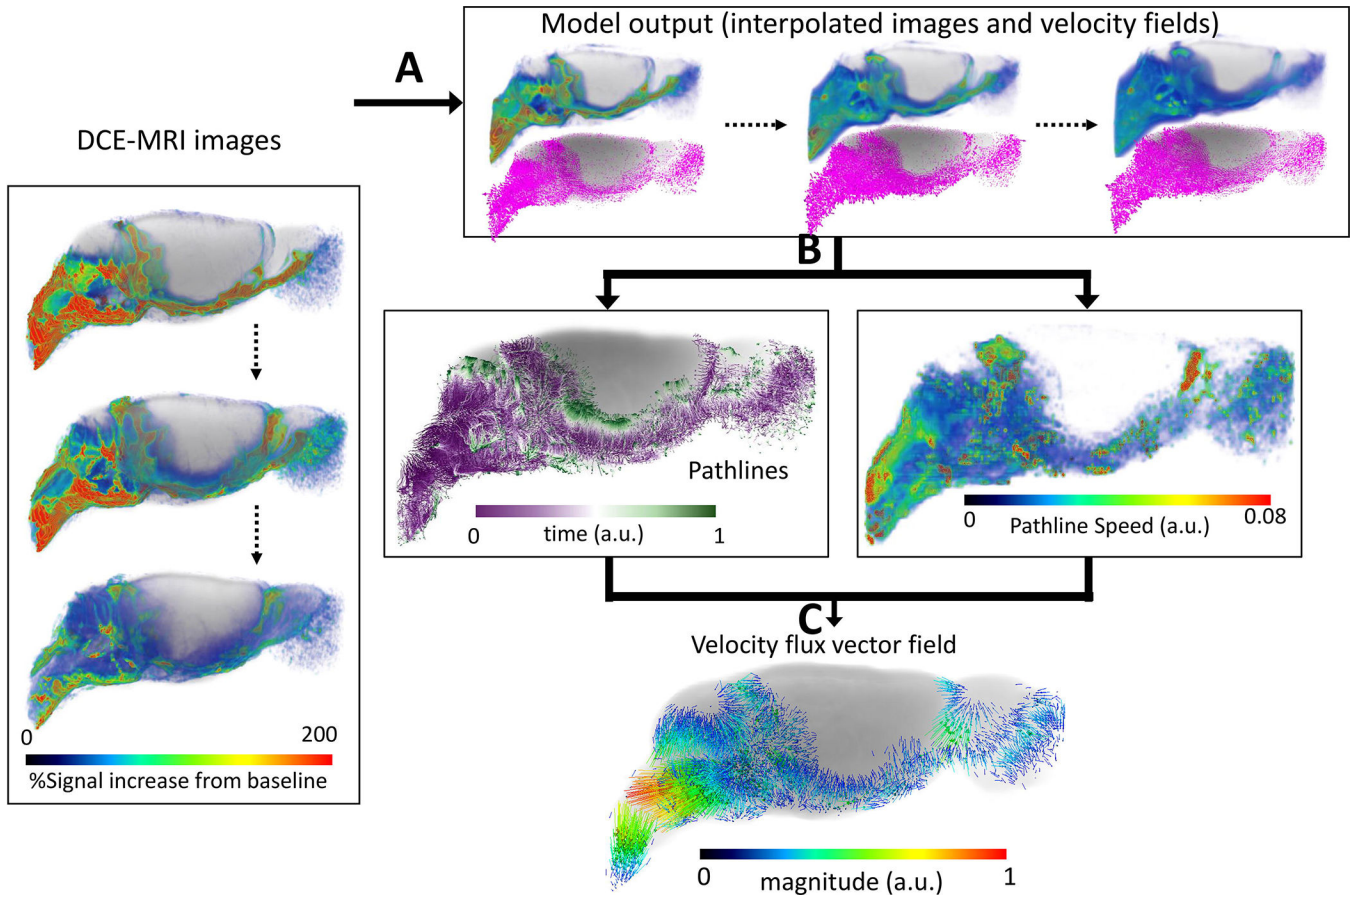 Model output (interpolated images and velocity fields)
A
DCE-MRI images
B
Pathlines
0
time (a.u.)
1
0
Pathline Speed (a.u.)
0.08
C
Velocity flux vector field
0
200
%Signal increase from baseline
0
magnitude (a.u.)
1